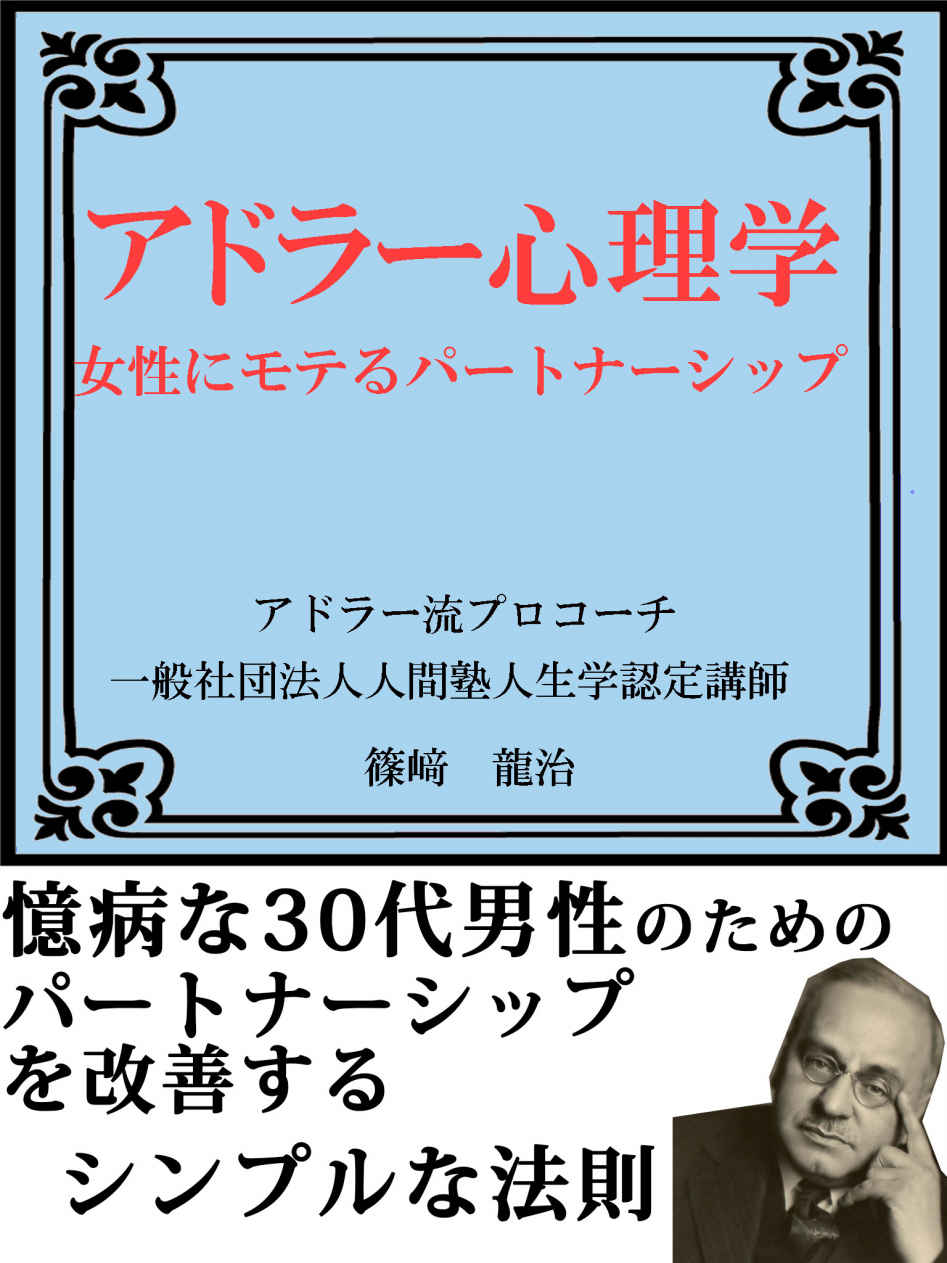 アドラー心理学
女性にモテるパートナーシップ
アドラー流プロコーチ
一般社団法人人間塾人生学認定講師
篠﨑　龍治
憶病な30代男性のための
パートナーシップ
を改善する
シンプルな法則